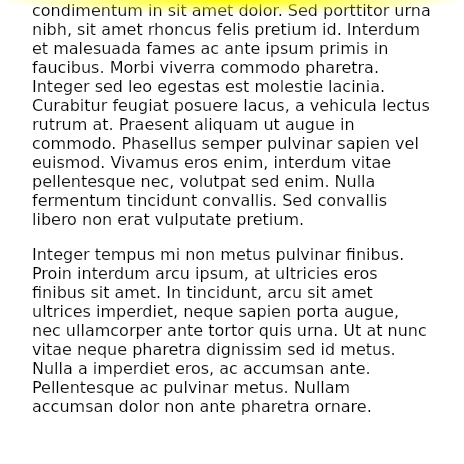 condimentum in sit amet dolor. Sed porttitor urna
nibh, sit amet rhoncus felis pretium id. Interdum
et malesuada fames ac ante ipsum primis in
faucibus. Morbi viverra commodo pharetra.
Integer sed leo egestas est molestie lacinia.
Curabitur feugiat posuere lacus, a vehicula lectus
rutrum at. Praesent aliquam ut augue in
commodo. Phasellus semper pulvinar sapien vel
euismod. Vivamus eros enim, interdum vitae
pellentesque nec, volutpat sed enim. Nulla
fermentum tincidunt convallis. Sed convallis
libero non erat vulputate pretium.
Integer tempus mi non metus pulvinar finibus.
Proin interdum arcu ipsum, at ultricies eros
finibus sit amet. In tincidunt, arcu sit amet
ultrices imperdiet, neque sapien porta augue,
nec ullamcorper ante tortor quis urna. Ut at nunc
vitae neque pharetra dignissim sed id metus.
Nulla a imperdiet eros, ac accumsan ante.
Pellentesque ac pulvinar metus. Nullam
accumsan dolor non ante pharetra ornare.